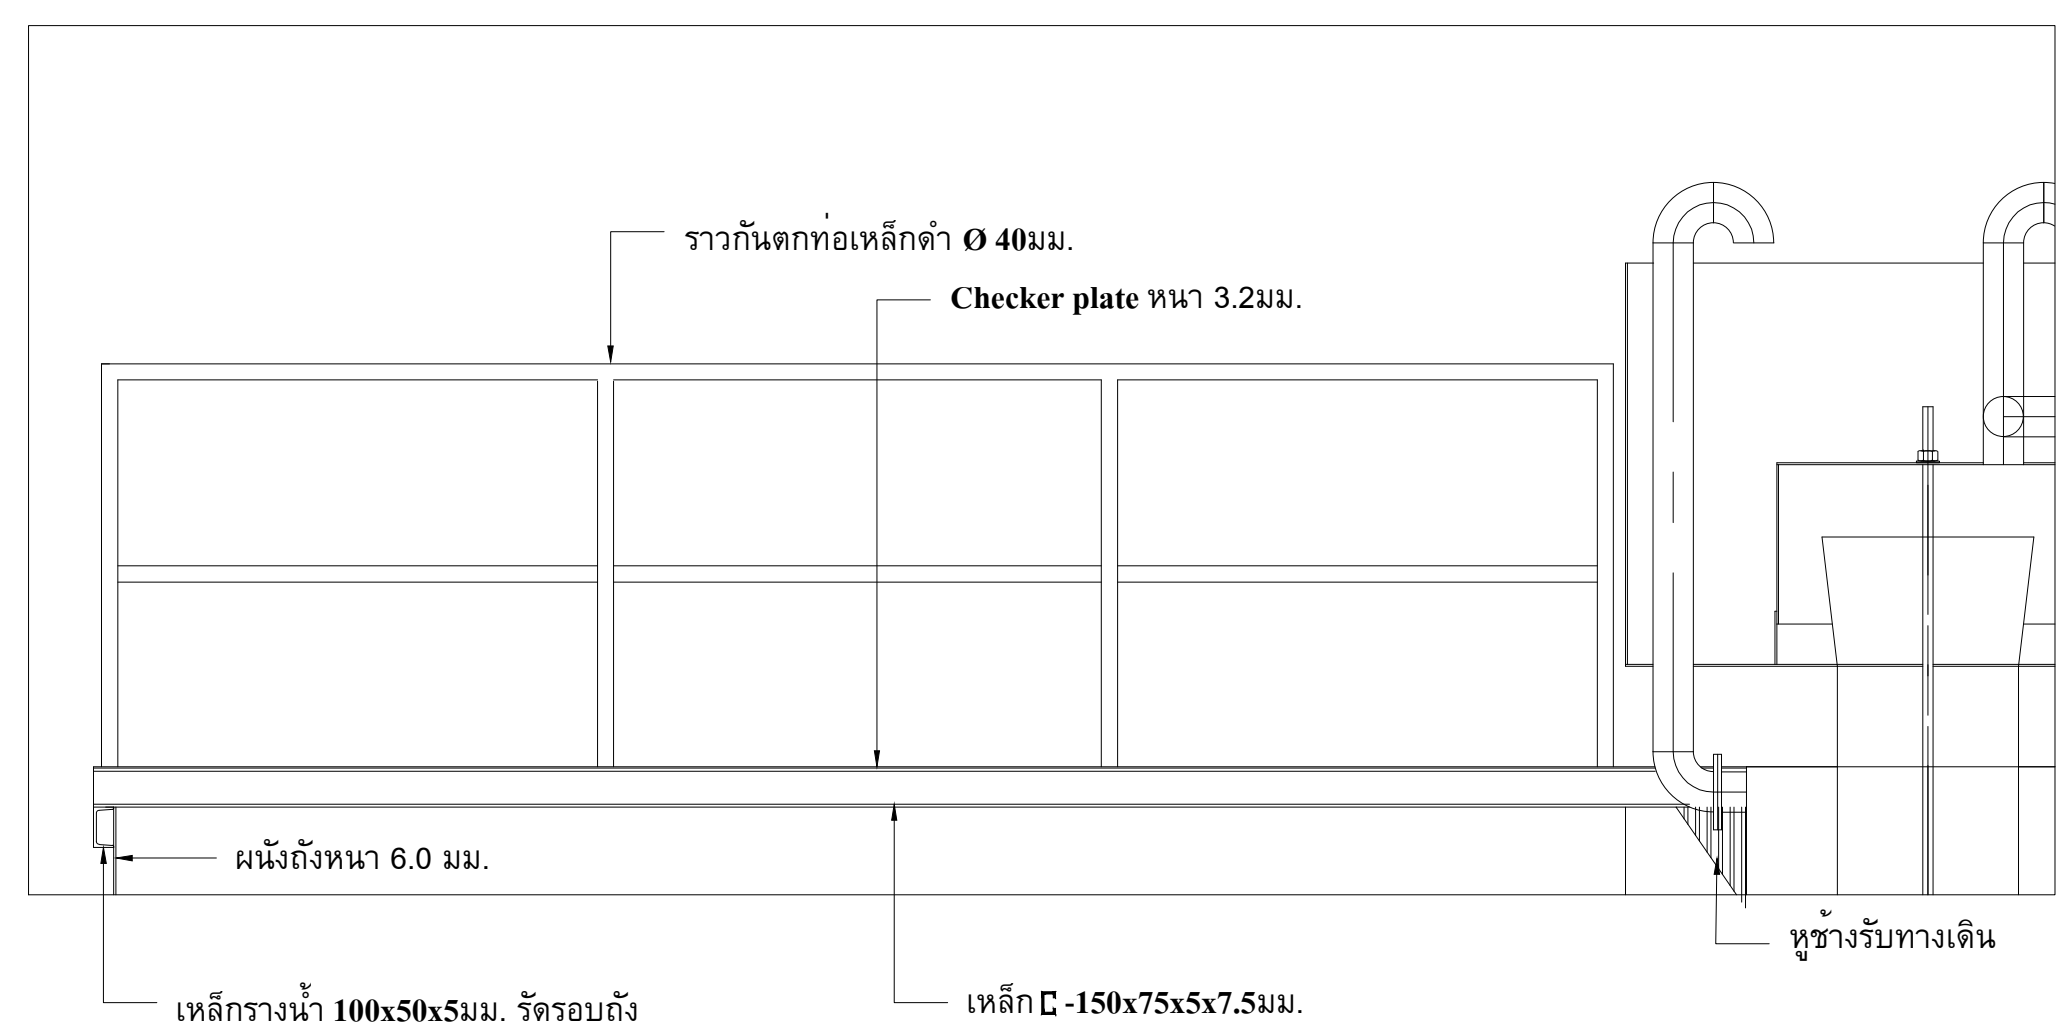 ราวกันตกท่อเหล็กดำ Ø 40มม.
Checker plate หนา 3.2มม.
ผนังถังหนา 6.0 มม.
หูช้างรับทางเดิน
เหล็กรางน้ำ 100x50x5มม. รัดรอบถัง
เหล็ก [ -150x75x5x7.5มม.